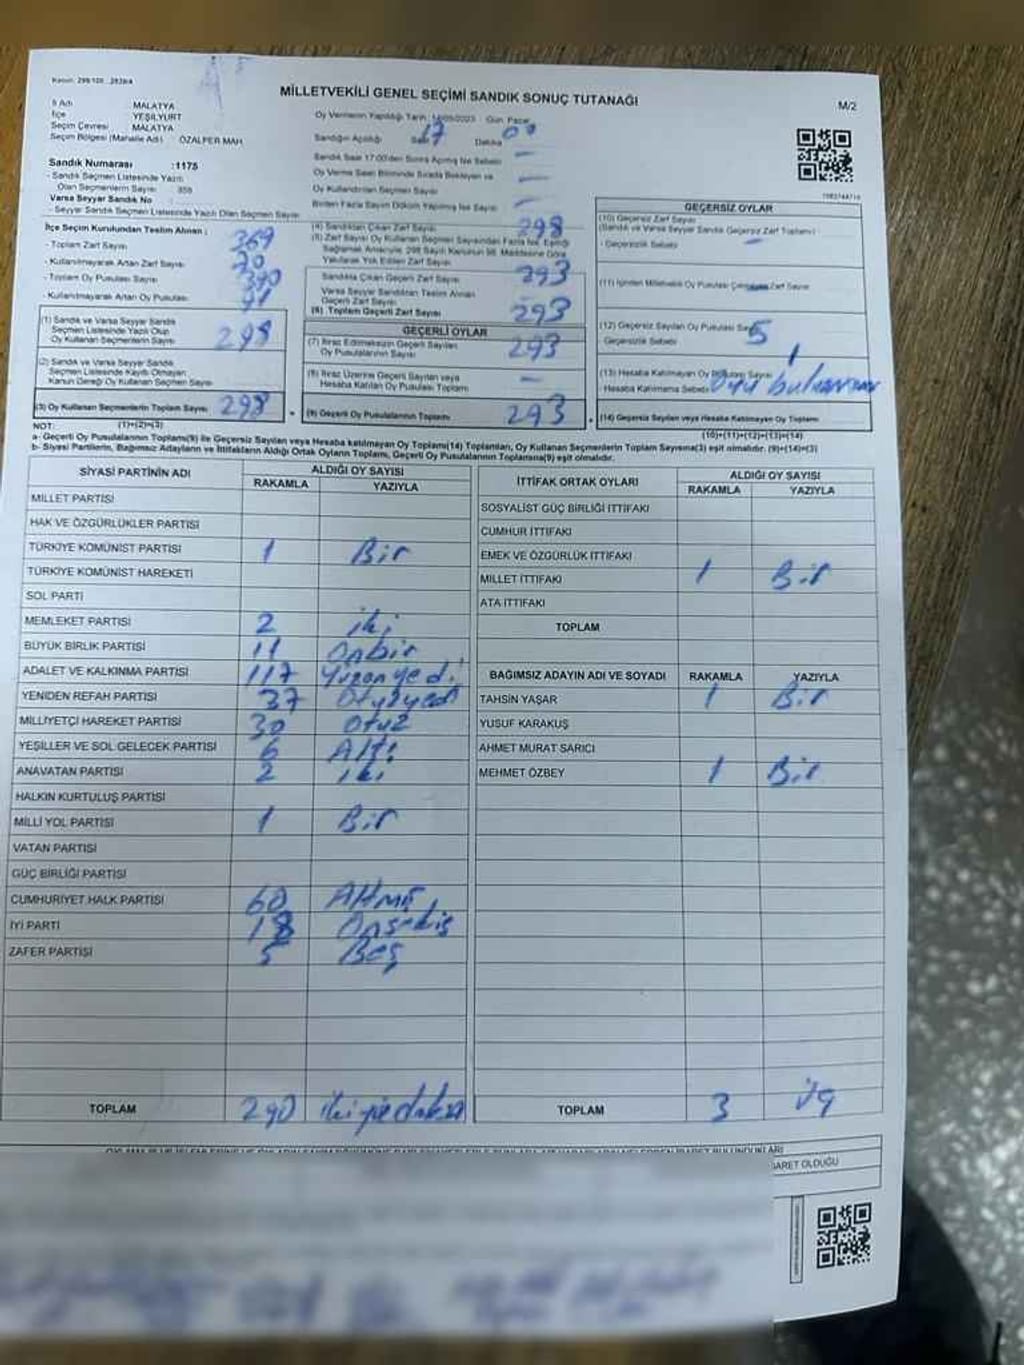 MİLLETVEKİLİ GENEL SEÇİMİ SANDIK SONUÇ TUTANAĞI
M/2
İl Adı : MALATYA
İlçe : YEŞİLYURT
Seçim Çevresi : MALATYA
Seçim Bölgesi (Mahalle Adı) : ÖZALPER MAH.
Oy Vermenin Yapıldığı Tarih: 14/05/2023 Gün: Pazar
Sandığın Açıldığı Saat 17 Dakika 00
Sandık Numarası :1175
- Sandık Seçmen Listesinde Yazılı
Olan Seçmenlerin Sayısı
Varsa Seyyar Sandık No
- Seyyar Sandık Seçmen Listesinde Yazılı Olan Seçmen Sayısı
Sandık Saat 17:00'den Sonra Açılmış İse Sebebi
Oy Verme Saati Bitiminde Sırada Bekleyen ve
Oy Kullandırılan Seçmen Sayısı
Birden Fazla Sayım Döküm Yapılmış İse Sayısı
İlçe Seçim Kurulundan Teslim Alınan ;
- Toplam Zarf Sayısı 369
- Kullanılmayarak Artan Zarf Sayısı
- Toplam Oy Pusulası Sayısı 390
- Kullanılmayarak Artan Oy Pusulası
(1) Sandık ve Varsa Seyyar Sandık
Seçmen Listesinde Yazılı Olup
Oy Kullanan Seçmenlerin Sayısı 298
(2) Sandık ve Varsa Seyyar Sandık
Seçmen Listesinde Kayıtlı Olmayan
Kanun Gereği Oy Kullanan Seçmen Sayısı
(3) Oy Kullanan Seçmenlerin Toplam Sayısı 298
(1)+(2)=(3)
(4) Sandıktan Çıkan Zarf Sayısı 298
(5) Zarf Sayısı Oy Kullanan Seçmen Sayısından Fazla İse, Eşitliği
Sağlamak Amacıyla, 298 Sayılı Kanunun 98. Maddesine Göre
Yakılarak Yok Edilen Zarf Sayısı
Sandıkta Çıkan Geçerli Zarf Sayısı 293
Varsa Seyyar Sandıktan Teslim Alınan
Geçerli Zarf Sayısı
(6) Toplam Geçerli Zarf Sayısı 293
GEÇERLİ OYLAR
(7) İtiraz Edilmeksizin Geçerli Sayılan
Oy Pusulalarının Sayısı 293
(8) İtiraz Üzerine Geçerli Sayılan veya
Hesaba Katılan Oy Pusulası Toplamı
(9) Geçerli Oy Pusulalarının Toplamı 293
GEÇERSİZ OYLAR
(10) Geçersiz Zarf Sayısı
(Sandık ve Varsa Seyyar Sandık Geçersiz Zarf Toplamı)
- Geçersizlik Sebebi
(11) İçinden Milletvekili Oy Pusulası Çıkmayan Zarf Sayısı
(12) Geçersiz Sayılan Oy Pusulası Sayısı 5
Geçersizlik Sebebi
(13) Hesaba Katılmayan Oy Pusulası Sayısı
Hesaba Katılmama Sebebi
(14) Geçersiz Sayılan veya Hesaba Katılmayan Oy Toplamı
(10)+(11)+(12)+(13)=(14)
NOT:
a- Geçerli Oy Pusulaları Toplamı(9) ile Geçersiz Sayılan veya Hesaba katılmayan Oy Toplamı(14) Toplamları, Oy Kullanan Seçmenlerin Toplam Sayısına(3) eşit olmalıdır. (9)+(14)=(3)
b- Siyasi Partilerin, Bağımsız Adayların ve İttifakların Aldığı Ortak Oyların Toplamı, Geçerli Oy Pusulalarının Toplamına(9) eşit olmalıdır.
SİYASİ PARTİNİN ADI ALDIĞI OY SAYISI
RAKAMLA YAZIYLA
MİLLET PARTİSİ
HAK VE ÖZGÜRLÜKLER PARTİSİ
TÜRKİYE KOMÜNİST PARTİSİ 1 Bir
TÜRKİYE KOMÜNİST HAREKETİ
SOL PARTİ
MEMLEKET PARTİSİ 2 iki
BÜYÜK BİRLİK PARTİSİ 11 Onbir
ADALET VE KALKINMA PARTİSİ 117 Yüzonyedi
YENİDEN REFAH PARTİSİ 37 Otuzyedi
MİLLİYETÇİ HAREKET PARTİSİ 30 Otuz
YEŞİLLER VE SOL GELECEK PARTİSİ 6 Altı
ANAVATAN PARTİSİ 2 iki
HALKIN KURTULUŞ PARTİSİ
MİLLİ YOL PARTİSİ 1 Bir
VATAN PARTİSİ
GÜÇ BİRLİĞİ PARTİSİ
CUMHURİYET HALK PARTİSİ 60 Altmış
İYİ PARTİ 18 Onsekiz
ZAFER PARTİSİ 5 Beş
TOPLAM 290 ikiyüzdoksan
İTTİFAK ORTAK OYLARI ALDIĞI OY SAYISI
RAKAMLA YAZIYLA
SOSYALİST GÜÇ BİRLİĞİ İTTİFAKI
CUMHUR İTTİFAKI
EMEK VE ÖZGÜRLÜK İTTİFAKI
MİLLET İTTİFAKI 1 Bir
ATA İTTİFAKI
TOPLAM
BAĞIMSIZ ADAYIN ADI VE SOYADI RAKAMLA YAZIYLA
TAHSİN YAŞAR 1 Bir
YUSUF KARAKUŞ
AHMET MURAT SARICI
MEHMET ÖZBEY 1 Bir
TOPLAM 3 üç
İŞARET OLDUĞU